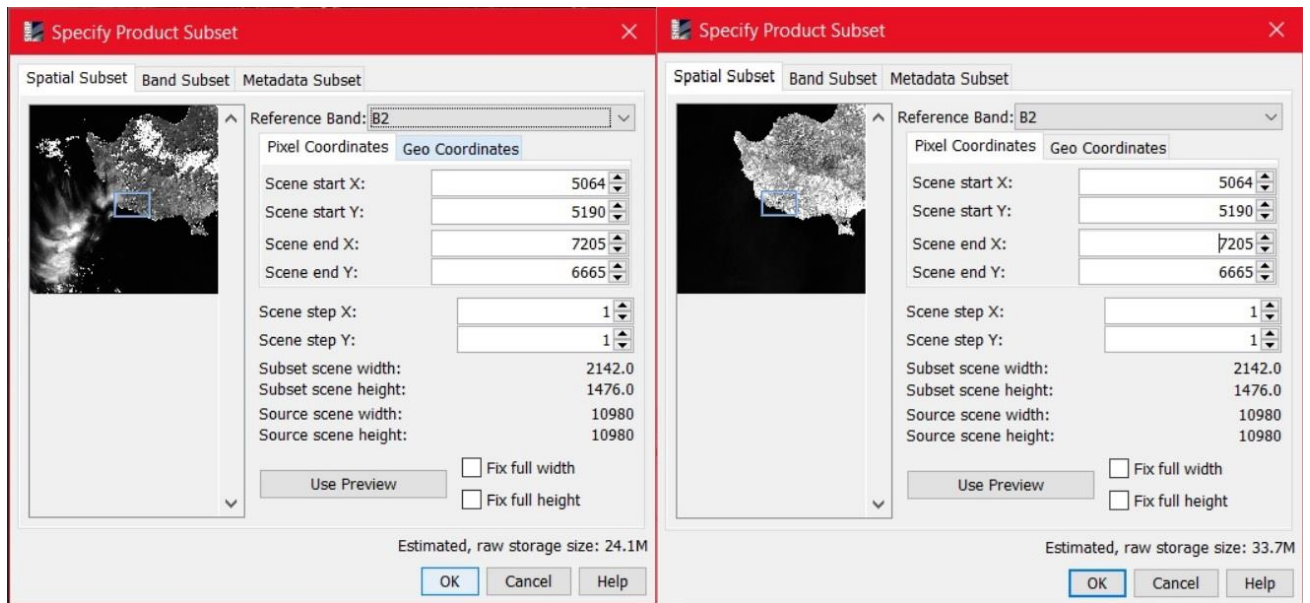 Specify Product Subset
Spatial Subset Band Subset Metadata Subset
Reference Band: B2
Pixel Coordinates Geo Coordinates
Scene start X: 5064
Scene start Y: 5190
Scene end X: 7205
Scene end Y: 6665
Scene step X: 1
Scene step Y: 1
Subset scene width: 2142.0
Subset scene height: 1476.0
Source scene width: 10980
Source scene height: 10980
Use Preview
Fix full width
Fix full height
Estimated, raw storage size: 24.1M
OK Cancel Help
Specify Product Subset
Spatial Subset Band Subset Metadata Subset
Reference Band: B2
Pixel Coordinates Geo Coordinates
Scene start X: 5064
Scene start Y: 5190
Scene end X: 7205
Scene end Y: 6665
Scene step X: 1
Scene step Y: 1
Subset scene width: 2142.0
Subset scene height: 1476.0
Source scene width: 10980
Source scene height: 10980
Use Preview
Fix full width
Fix full height
Estimated, raw storage size: 33.7M
OK Cancel Help